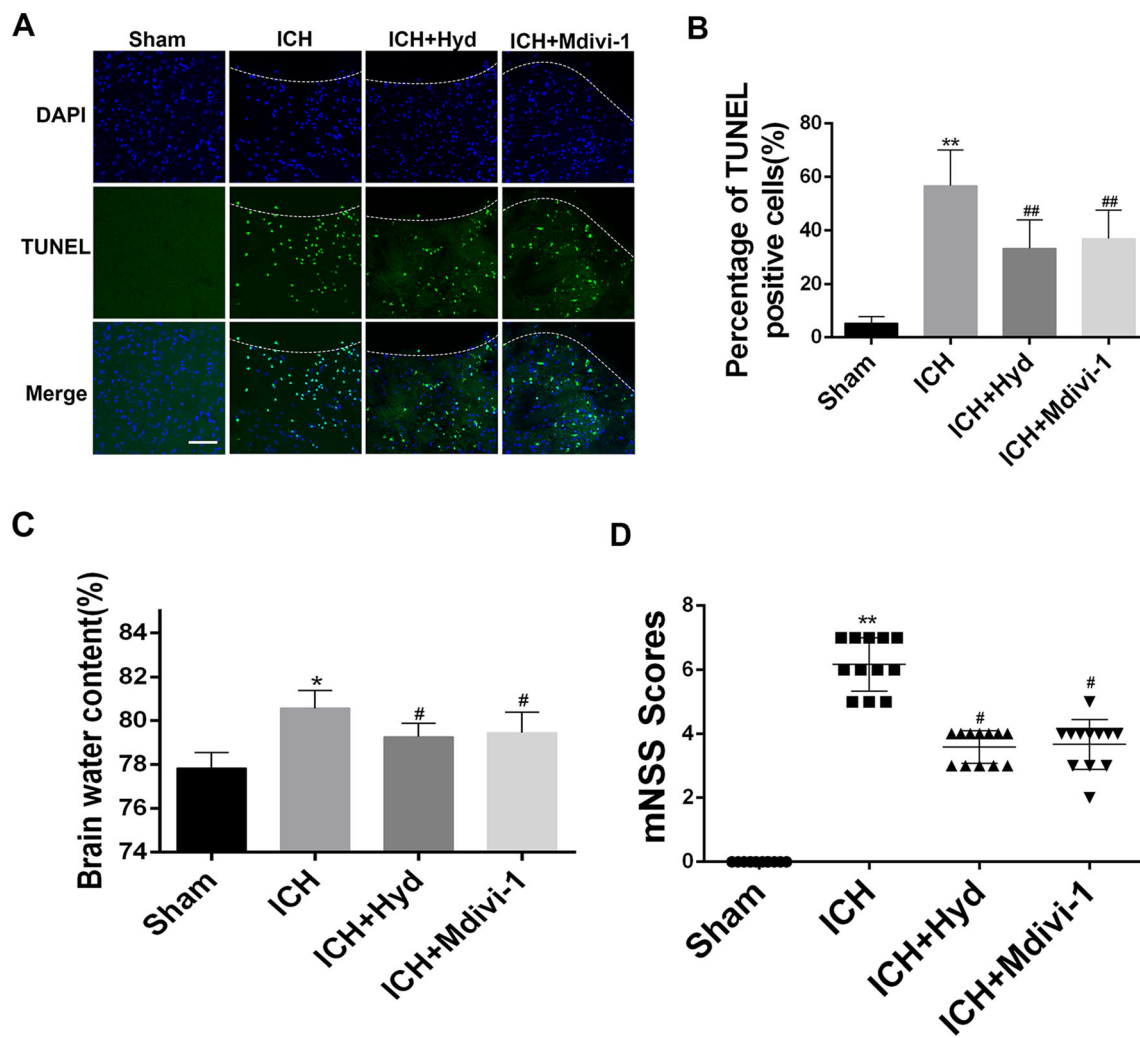 A
Sham ICH ICH+Hyd ICH+Mdivi-1
DAPI
TUNEL
Merge
B
Percentage of TUNEL
positive cells(%)
80
60
40
20
0
**
##
##
Sham
ICH
ICH+Hyd
ICH+Mdivi-1
C
Brain water content(%)
84
82
80
78
76
74
*
#
#
Sham
ICH
ICH+Hyd
ICH+Mdivi-1
D
mNSS Scores
8
6
4
2
0
**
#
#
Sham
ICH
ICH+Hyd
ICH+Mdivi-1